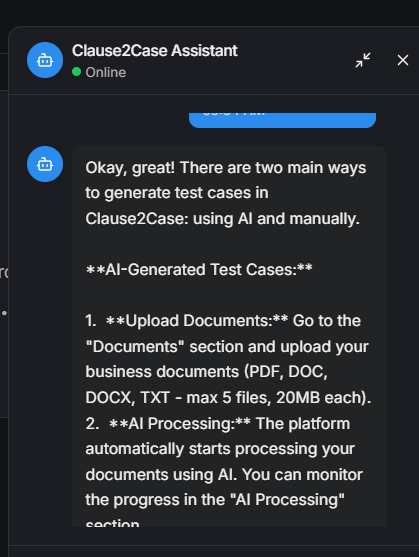 Clause2Case Assistant
Online
Okay, great! There are two main ways
to generate test cases in
Clause2Case: using AI and manually.
**AI-Generated Test Cases:**
1. **Upload Documents:** Go to the
"Documents" section and upload your
business documents (PDF, DOC,
DOCX, TXT - max 5 files, 20MB each).
2. **AI Processing:** The platform
automatically starts processing your
documents using AI. You can monitor
the progress in the "AI Processing"
section